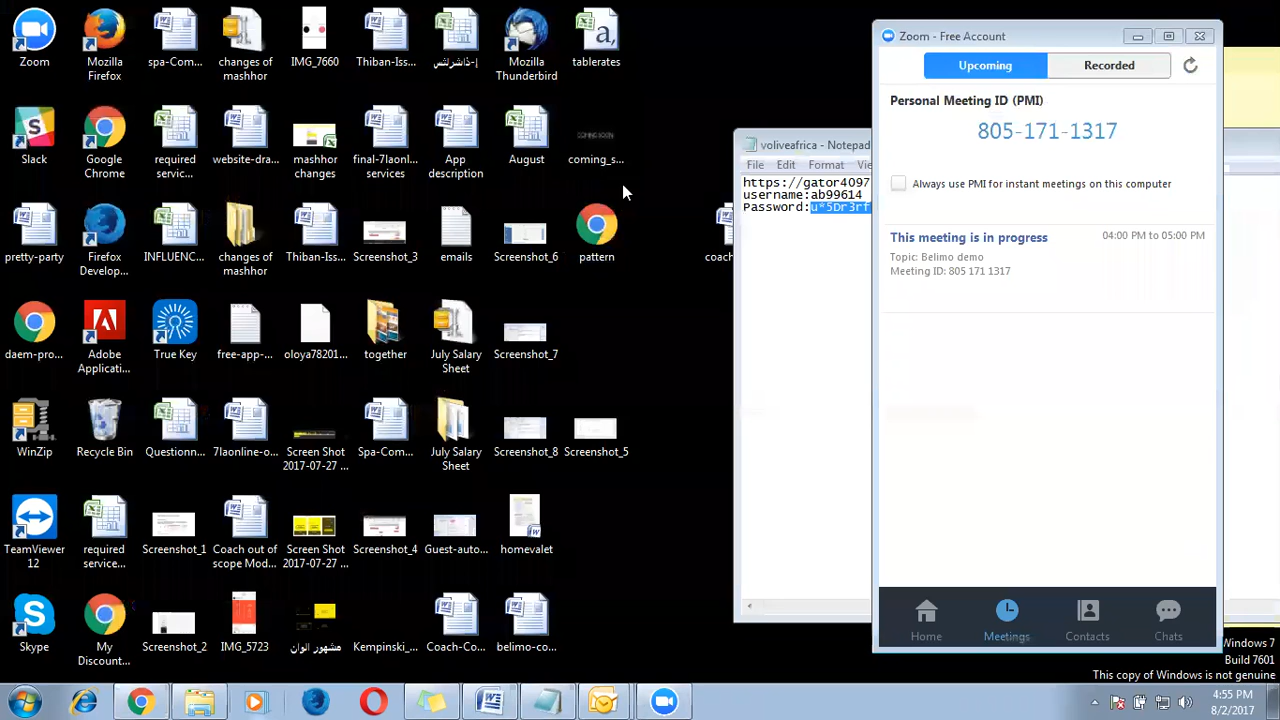 Zoom
Mozilla
Firefox
spa-Com...
changes of
mashhor
IMG_7660
Thiban-Iss...
Mozilla
Thunderbird
tablerates
Slack
Google
Chrome
required
servic...
website-dra...
mashhor
changes
final-7laonl...
services
App
description
August
coming_s...
pretty-party
Firefox
Develop...
INFLUENC...
changes of
mashhor
Thiban-Iss...
Screenshot_3
emails
Screenshot_6
pattern
coach
daem-pro...
Adobe
Applicati...
True Key
free-app-...
oloya78201...
together
July Salary
Sheet
Screenshot_7
WinZip
Recycle Bin
Questionn...
7laonline-o...
Screen Shot
2017-07-27 ...
Spa-Com...
July Salary
Sheet
Screenshot_8
Screenshot_5
TeamViewer
12
required
service...
Screenshot_1
Coach out of
scope Mod...
Screen Shot
2017-07-27 ...
Screenshot_4
Guest-auto...
homevalet
Skype
My
Discount...
Screenshot_2
IMG_5723
مشهور الوان
Kempinski_...
Coach-Co...
belimo-co...
voliveafrica - Notepad
File Edit Format Vie
https://gator4097
username:ab99614
Password:u*5Dr3rf
Zoom - Free Account
Upcoming
Recorded
Personal Meeting ID (PMI)
805-171-1317
Always use PMI for instant meetings on this computer
This meeting is in progress
04:00 PM to 05:00 PM
Topic: Belimo demo
Meeting ID: 805 171 1317
Home
Meetings
Contacts
Chats
Windows 7
Build 7601
This copy of Windows is not genuine
4:55 PM
8/2/2017